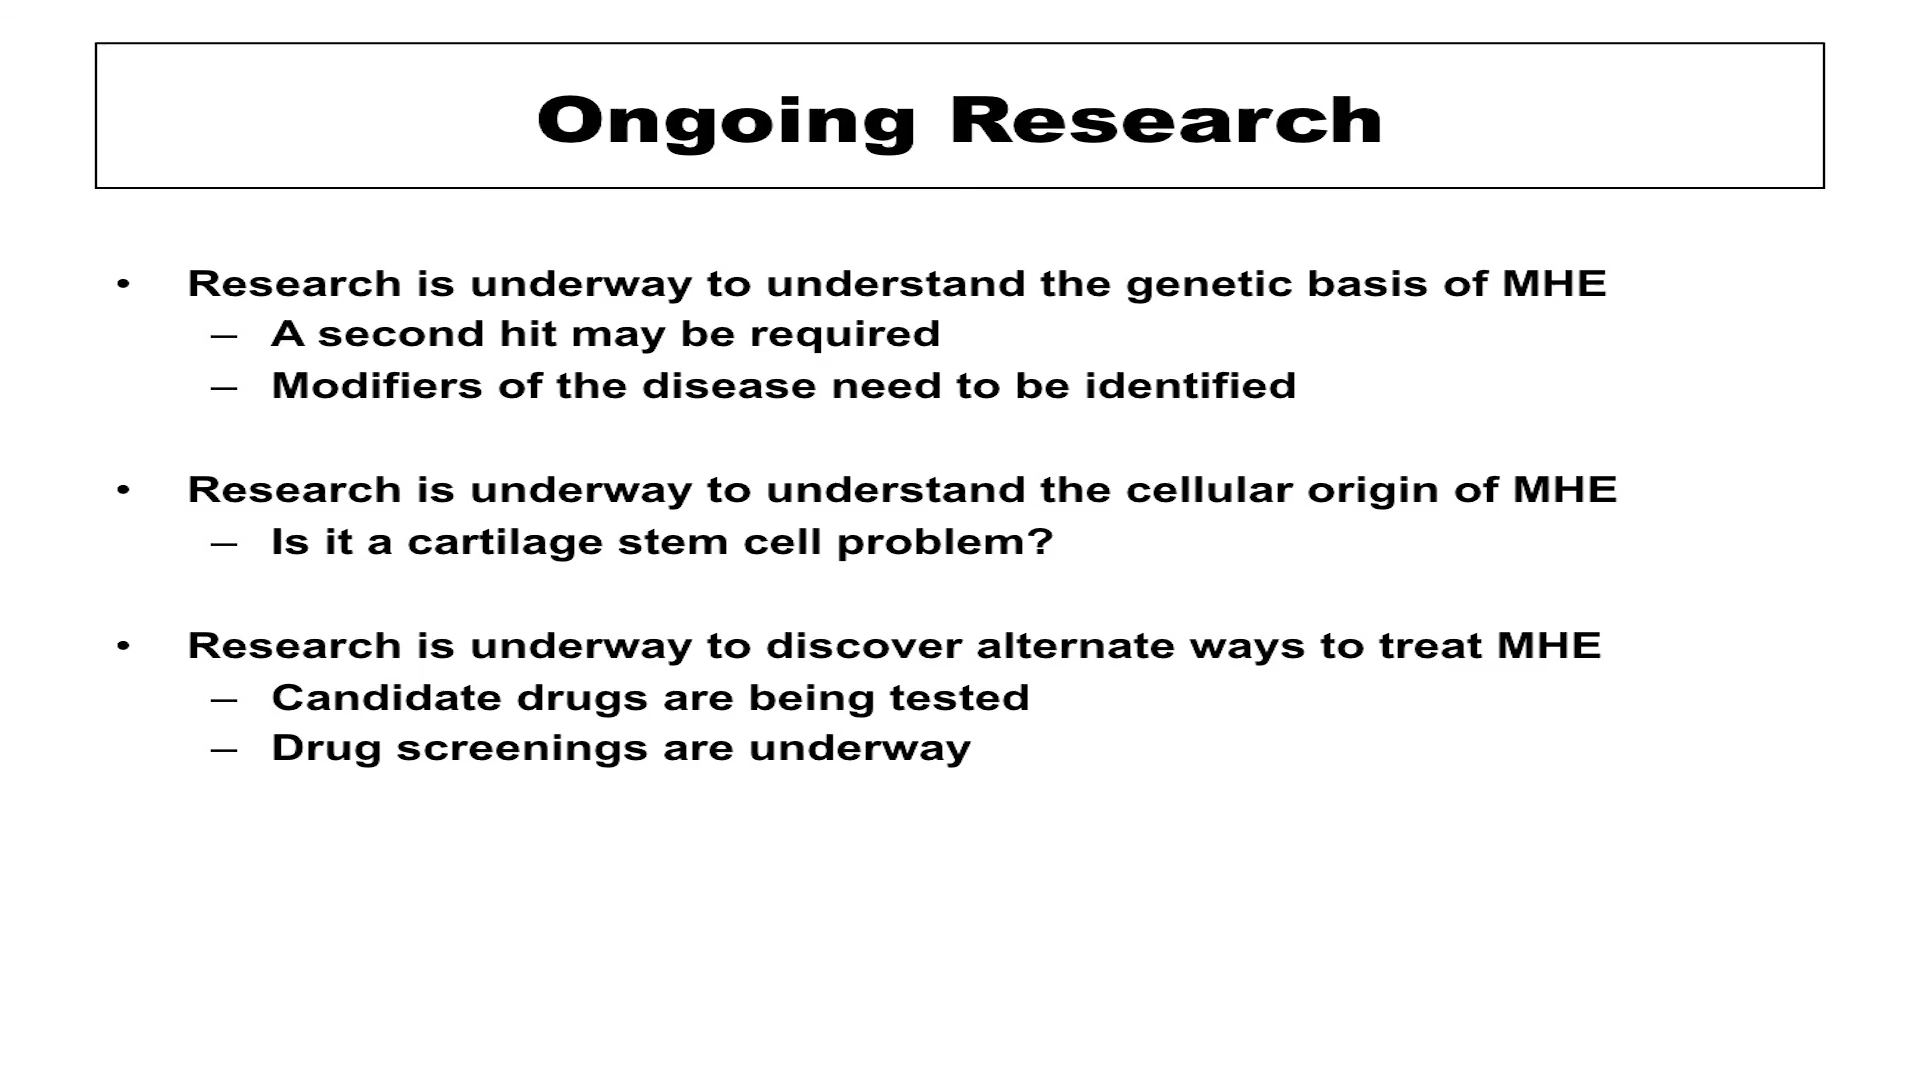 Ongoing Research
• Research is underway to understand the genetic basis of MHE
– A second hit may be required
– Modifiers of the disease need to be identified
• Research is underway to understand the cellular origin of MHE
– Is it a cartilage stem cell problem?
• Research is underway to discover alternate ways to treat MHE
– Candidate drugs are being tested
– Drug screenings are underway